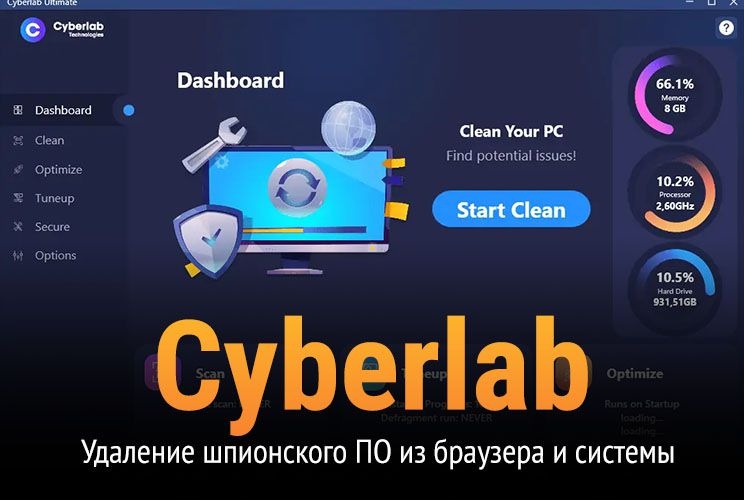 Cyberlab Ultimate
Cyberlab
Technologies
?
Dashboard
Clean
Optimize
Tuneup
Secure
Options
Dashboard
Clean Your PC
Find potential issues!
Start Clean
66.1%
Memory
8 GB
10.2%
Processor
2,60GHz
10.5%
Hard Drive
931,51GB
Scan
Optimize
Defragment run: NEVER
Runs on Startup
loading...
loading...
Cyberlab
Удаление шпионского ПО из браузера и системы